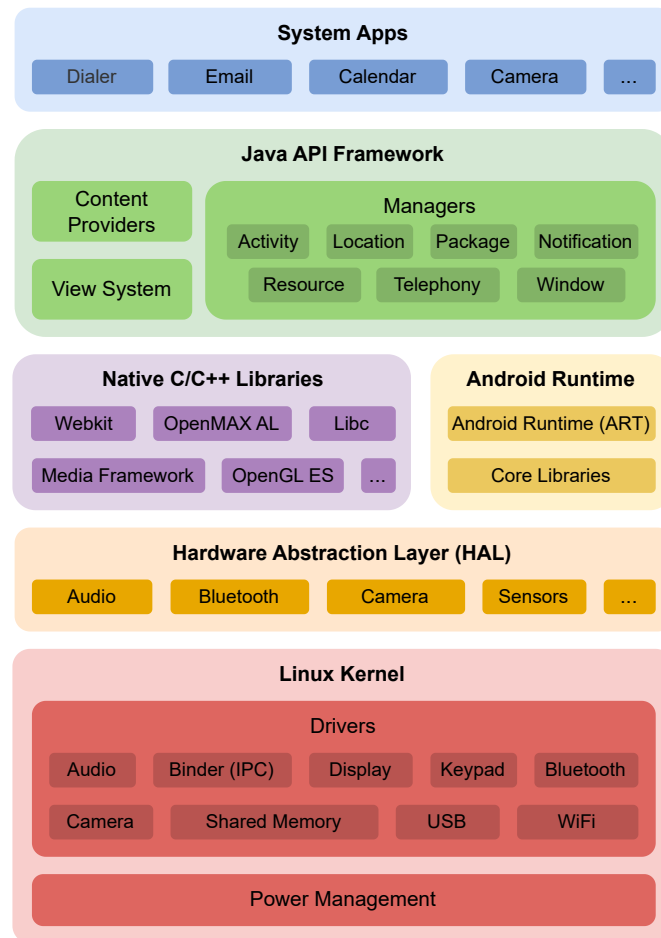 System Apps
Dialer Email Calendar Camera ...
Java API Framework
Content
Providers
View System
Managers
Activity Location Package Notification
Resource Telephony Window
Native C/C++ Libraries
Webkit OpenMAX AL Libc
Media Framework OpenGL ES ...
Android Runtime
Android Runtime (ART)
Core Libraries
Hardware Abstraction Layer (HAL)
Audio Bluetooth Camera Sensors ...
Linux Kernel
Drivers
Audio Binder (IPC) Display Keypad Bluetooth
Camera Shared Memory USB WiFi
Power Management